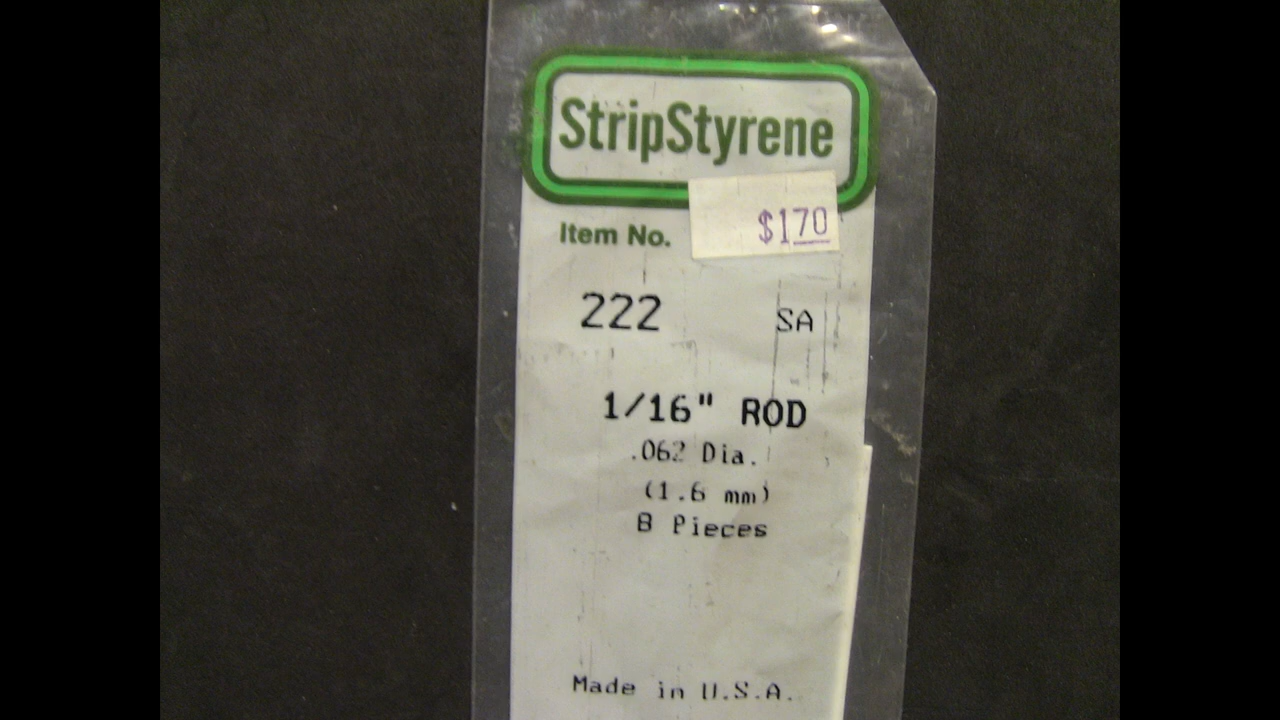 StripStyrene
$1.70
Item No.
222 SA
1/16" ROD
.062 Dia.
(1.6 mm)
8 Pieces
Made in U.S.A.